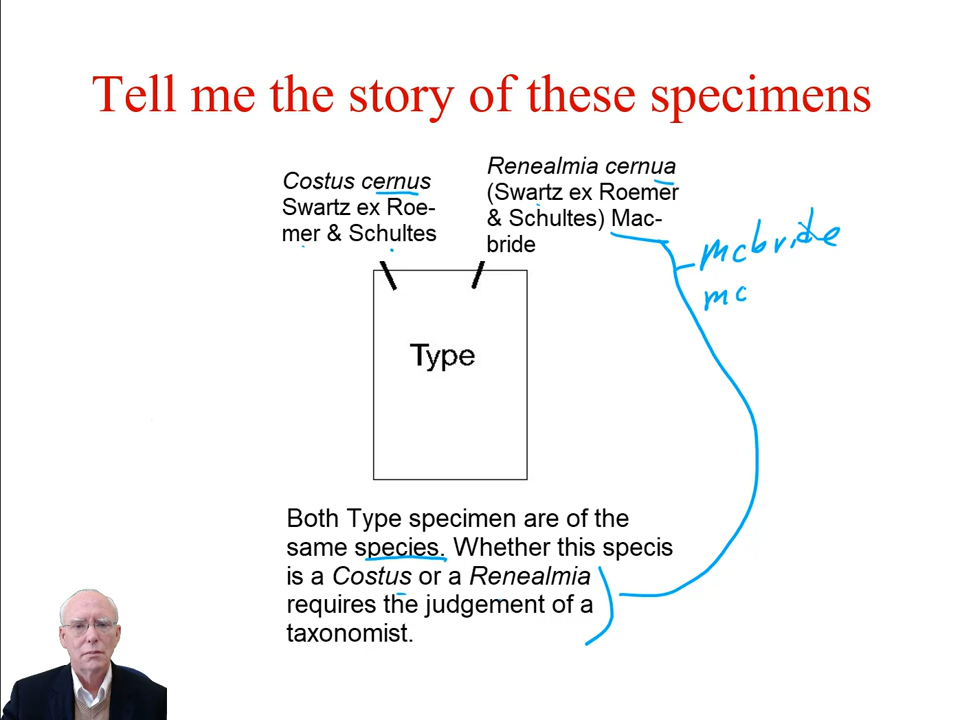 Tell me the story of these specimens
Costus cernus
Swartz ex Roe-
mer & Schultes
Renealmia cernua
(Swartz ex Roemer
& Schultes) Mac-
bride
mcbride
mc
Type
Both Type specimen are of the
same species. Whether this specis
is a Costus or a Renealmia
requires the judgement of a
taxonomist.